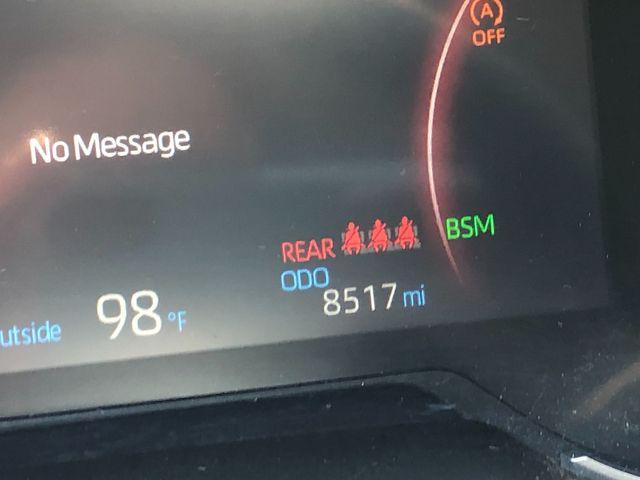 A
OFF
No Message
REAR
BSM
ODO
8517 mi
utside 98 °F